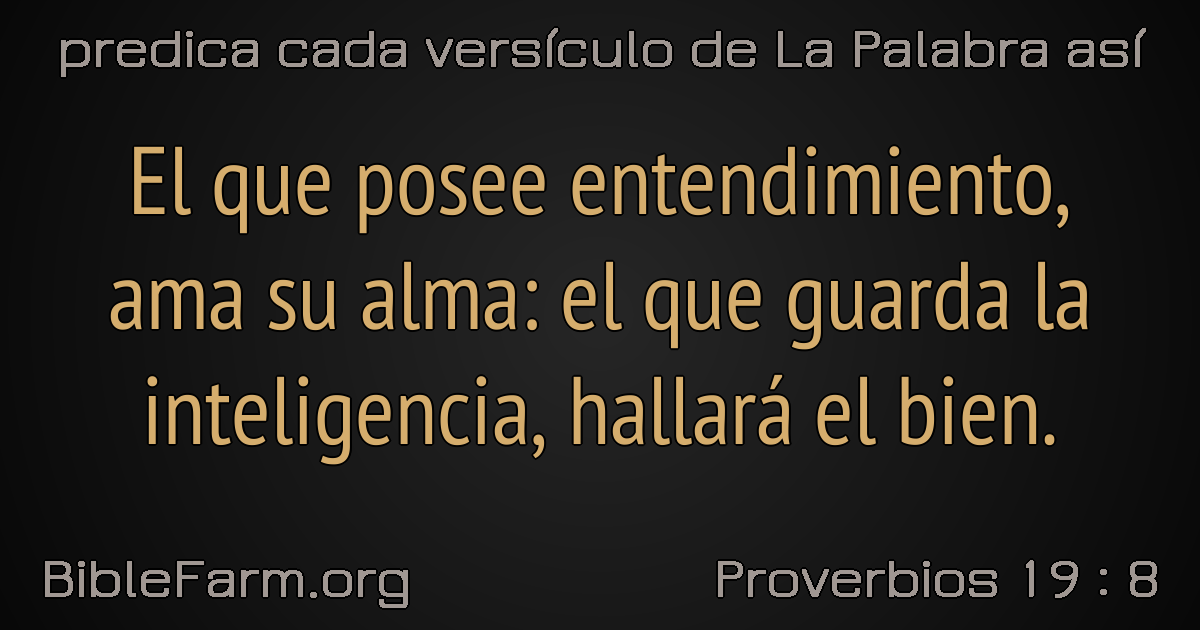 predica cada versículo de La Palabra así
El que posee entendimiento,
ama su alma: el que guarda la
inteligencia, hallará el bien.
BibleFarm.org
Proverbios 19 : 8